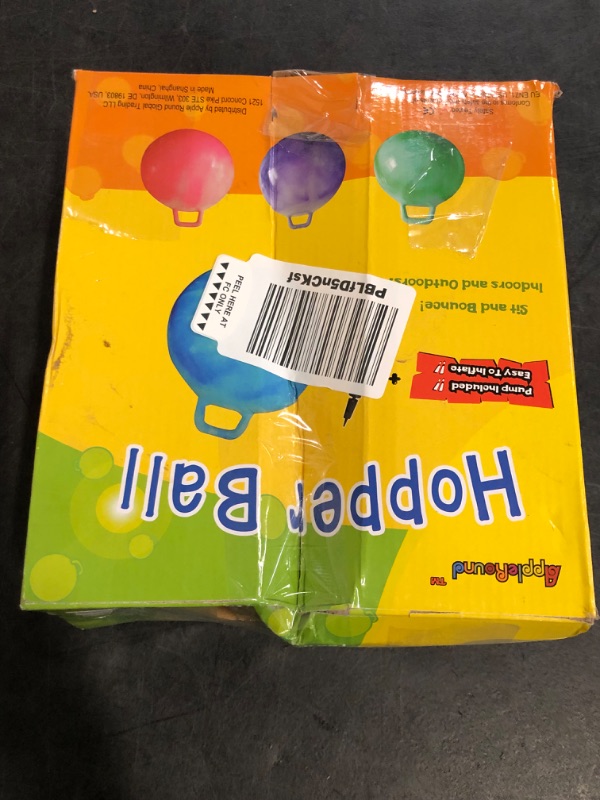 AppleRound™
Hopper Ball
Pump Included !!
Easy To Inflate !!
+
Sit and Bounce!
Indoors and Outdoors!
PBLfD5nCKsf
PEEL HERE AT
FC ONLY
CE
Distributed by Apple Round Global Trading LLC
1521 Concord Pike STE 303, Wilmington, DE 19803, USA
Made in Shanghai, China